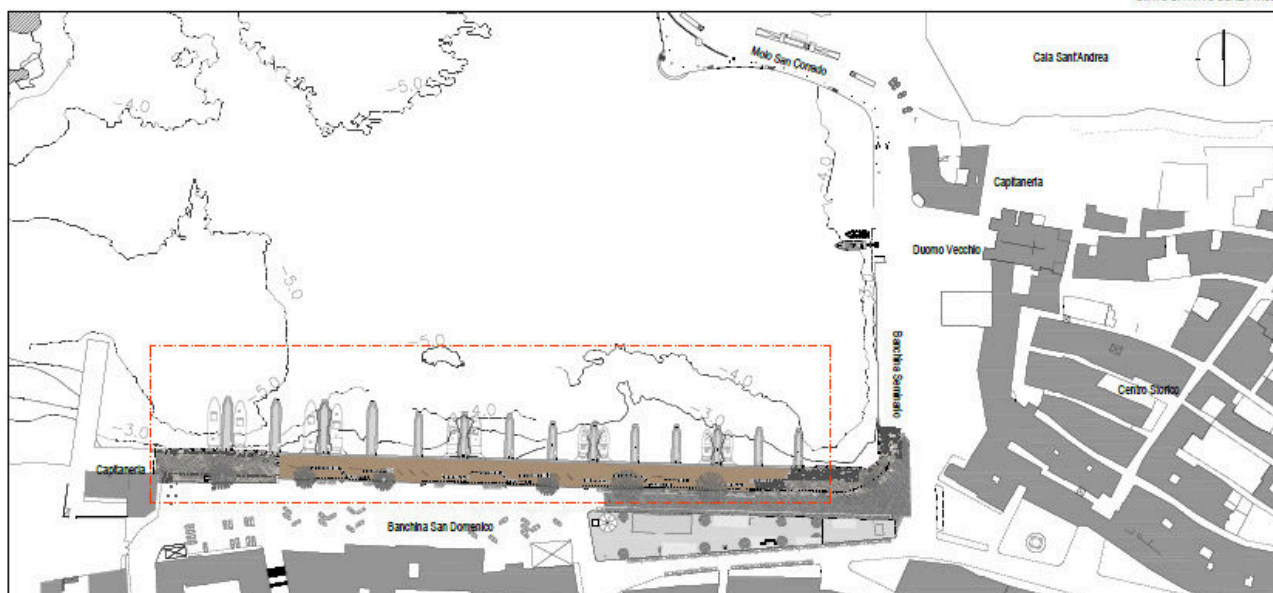 Molo San Corrado
Cala Sant'Andrea
-4.0
-5.0
-4.0
Capitaneria
Duomo Vecchio
-5.0
-5.0
Banchina Seminario
-4.0
Centro Storico
-5.0
-4.0
-3.0
-3.0
Capitaneria
Banchina San Domenico